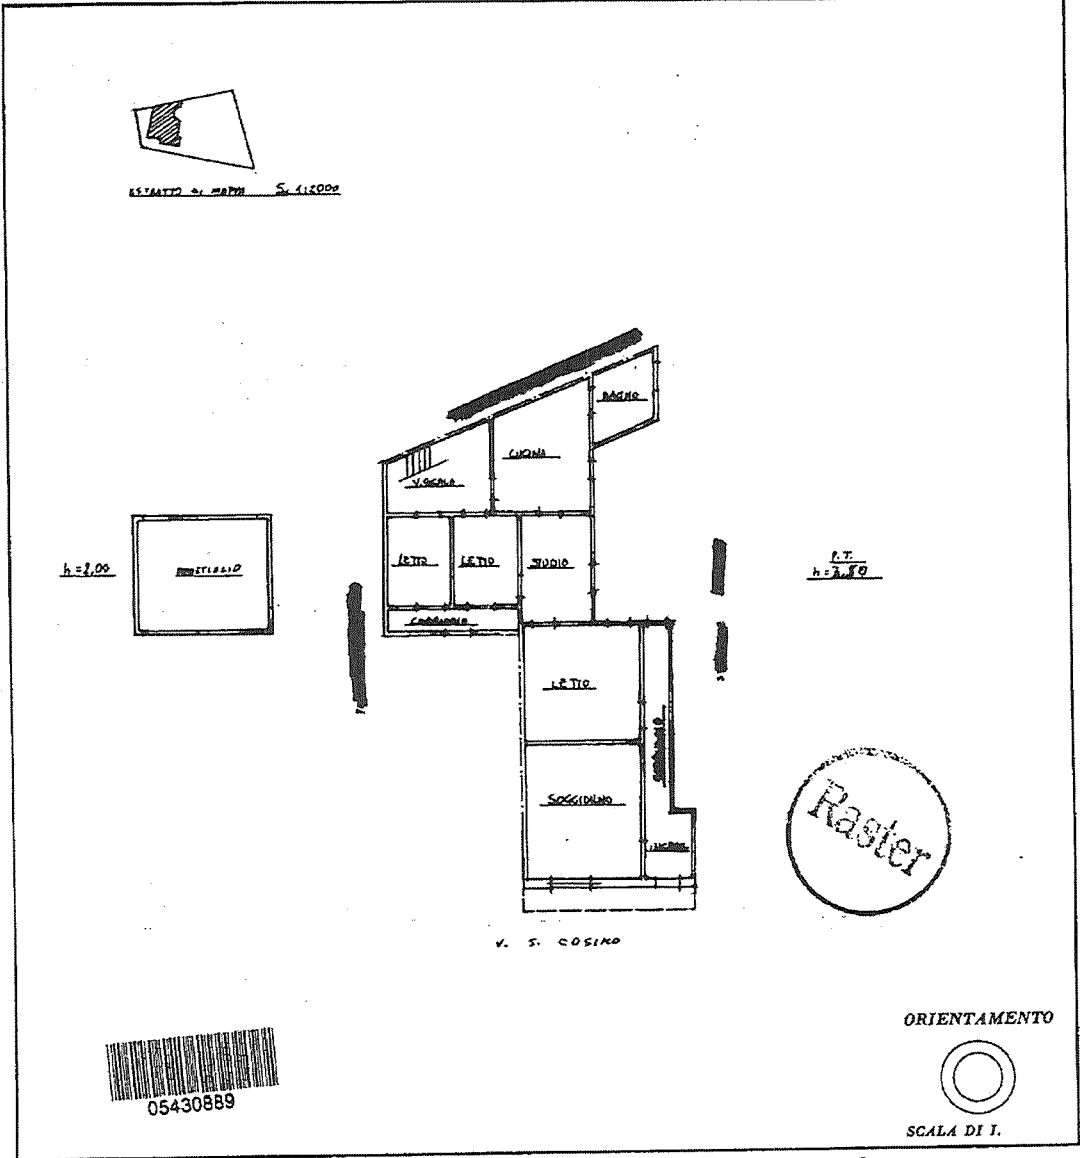 ESTRATTO DI MAPPA S. 1:2000
BAGNO
CUCINA
V. SCALA
LETTO
LETTO
STUDIO
P.T.
h = 2,00
CORRIDOIO
LETTO
CORRIDOIO
SOGGIORNO
Raster
V. S. COSIMO
ORIENTAMENTO
05430889
SCALA DI I.